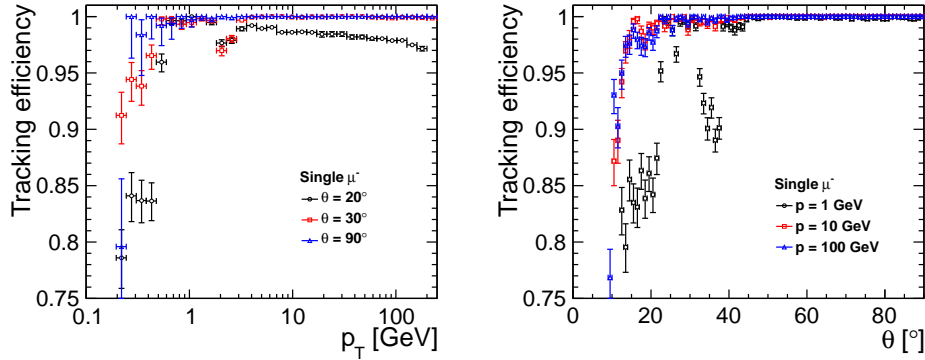 Tracking efficiency
1
0.95
0.9
0.85
0.8
0.75
Single μ-
θ = 20°
θ = 30°
θ = 90°
0.1
1
10
100
pT [GeV]
Tracking efficiency
1
0.95
0.9
0.85
0.8
0.75
Single μ-
p = 1 GeV
p = 10 GeV
p = 100 GeV
0
20
40
60
80
θ [°]